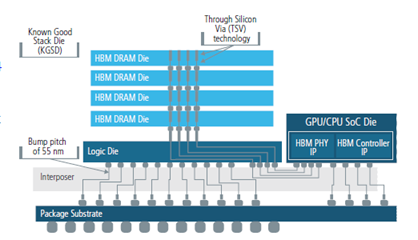 Known Good
Stack Die
(KGSD)
Through Silicon
Via (TSV)
technology
HBM DRAM Die
HBM DRAM Die
HBM DRAM Die
HBM DRAM Die
GPU/CPU SoC Die
HBM PHY
IP
HBM Controller
IP
Logic Die
Bump pitch
of 55 nm
Interposer
Package Substrate